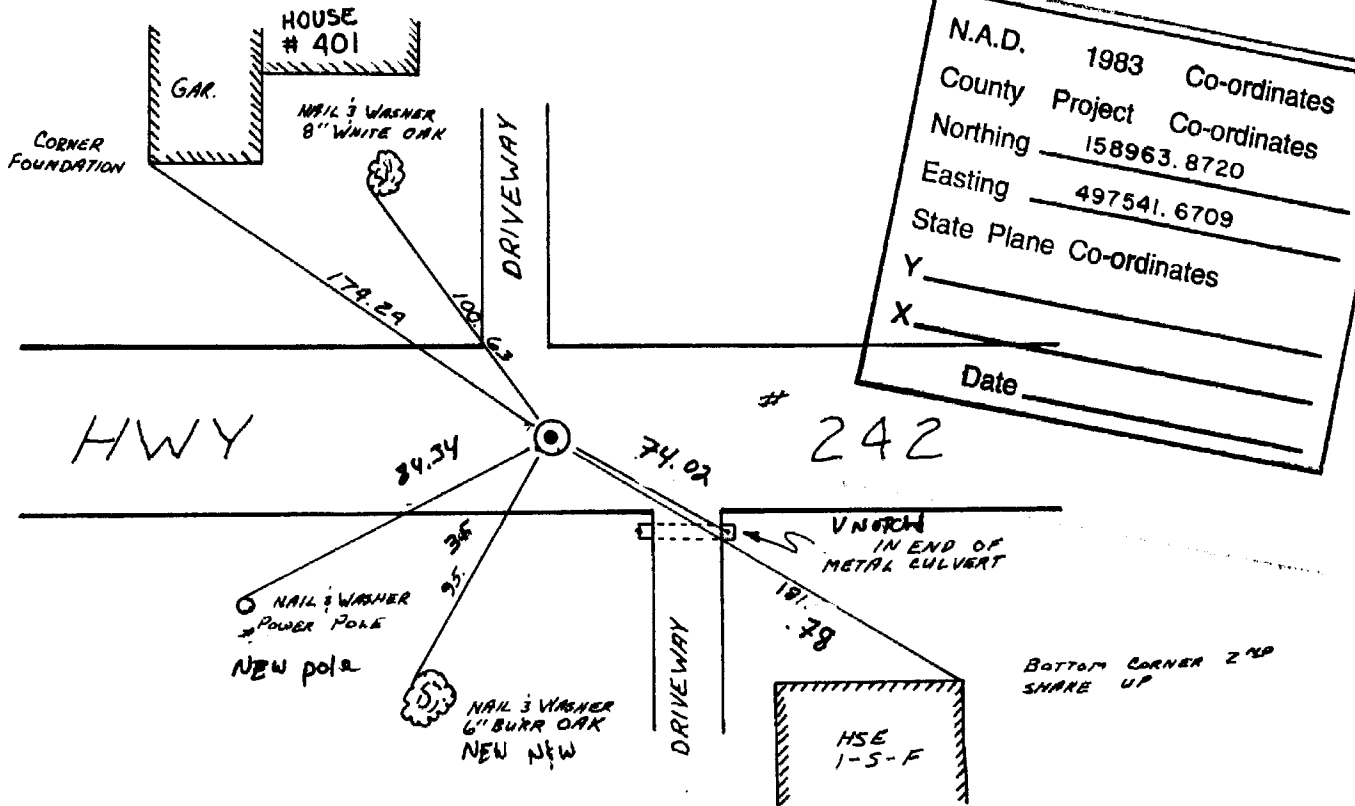 HOUSE
# 401
GAR.
NAIL & WASHER
8" WHITE OAK
CORNER
FOUNDATION
DRIVEWAY
N.A.D. 1983 Co-ordinates
County Project Co-ordinates
Northing 158963.8720
Easting 497541.6709
State Plane Co-ordinates
Y
X
Date
174.29
100.63
HWY # 242
84.34
74.02
95.35
V NOTCH
IN END OF
METAL CULVERT
181.78
NAIL & WASHER
POWER POLE
NEW pole
NAIL & WASHER
6" BURR OAK
NEW N&W
DRIVEWAY
BOTTOM CORNER 2ND
SHAKE UP
HSE
1-S-F